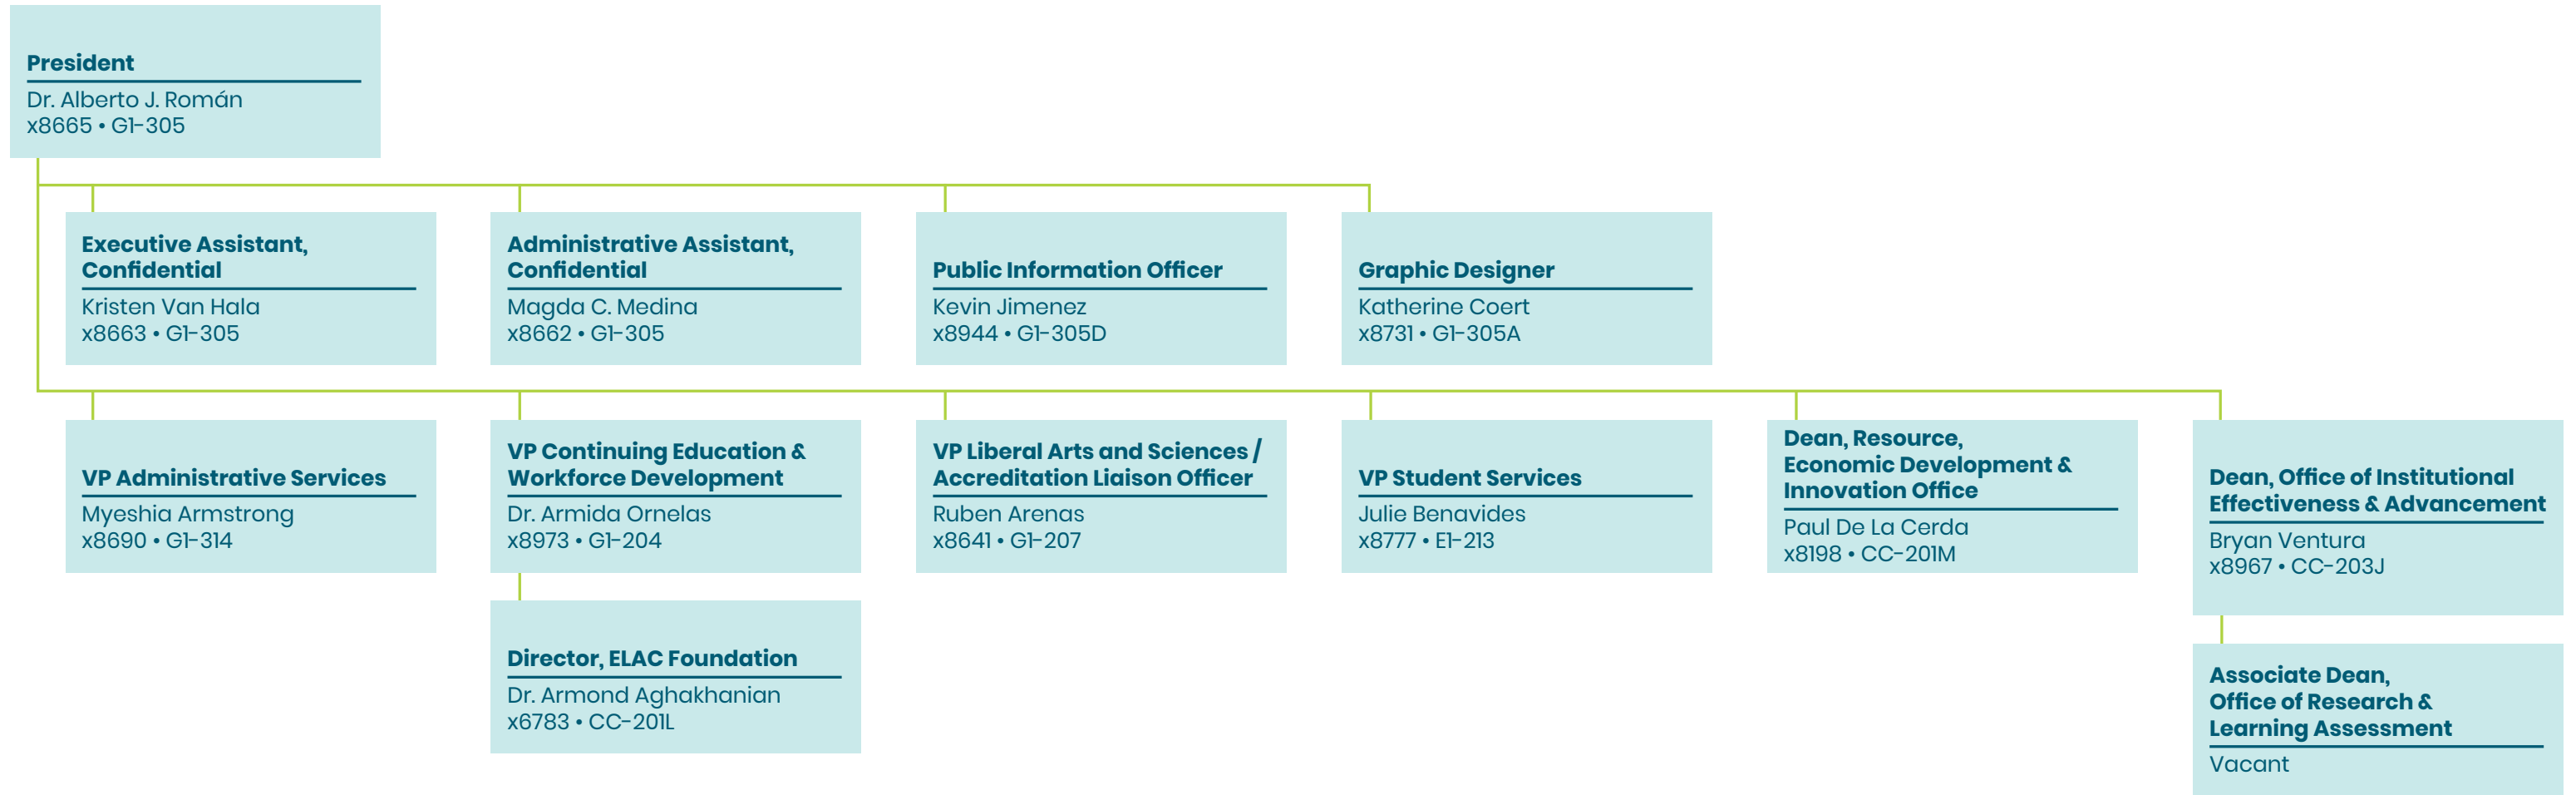 President
Dr. Alberto J. Román
x8665 • G1-305
Executive Assistant,
Confidential
Kristen Van Hala
x8663 • G1-305
Administrative Assistant,
Confidential
Magda C. Medina
x8662 • G1-305
Public Information Officer
Kevin Jimenez
x8944 • G1-305D
Graphic Designer
Katherine Coert
x8731 • G1-305A
VP Administrative Services
Myeshia Armstrong
x8690 • G1-314
VP Continuing Education &
Workforce Development
Dr. Armida Ornelas
x8973 • G1-204
VP Liberal Arts and Sciences /
Accreditation Liaison Officer
Ruben Arenas
x8641 • G1-207
VP Student Services
Julie Benavides
x8777 • E1-213
Dean, Resource,
Economic Development &
Innovation Office
Paul De La Cerda
x8198 • CC-201M
Dean, Office of Institutional
Effectiveness & Advancement
Bryan Ventura
x8967 • CC-203J
Director, ELAC Foundation
Dr. Armond Aghakhanian
x6783 • CC-201L
Associate Dean,
Office of Research &
Learning Assessment
Vacant